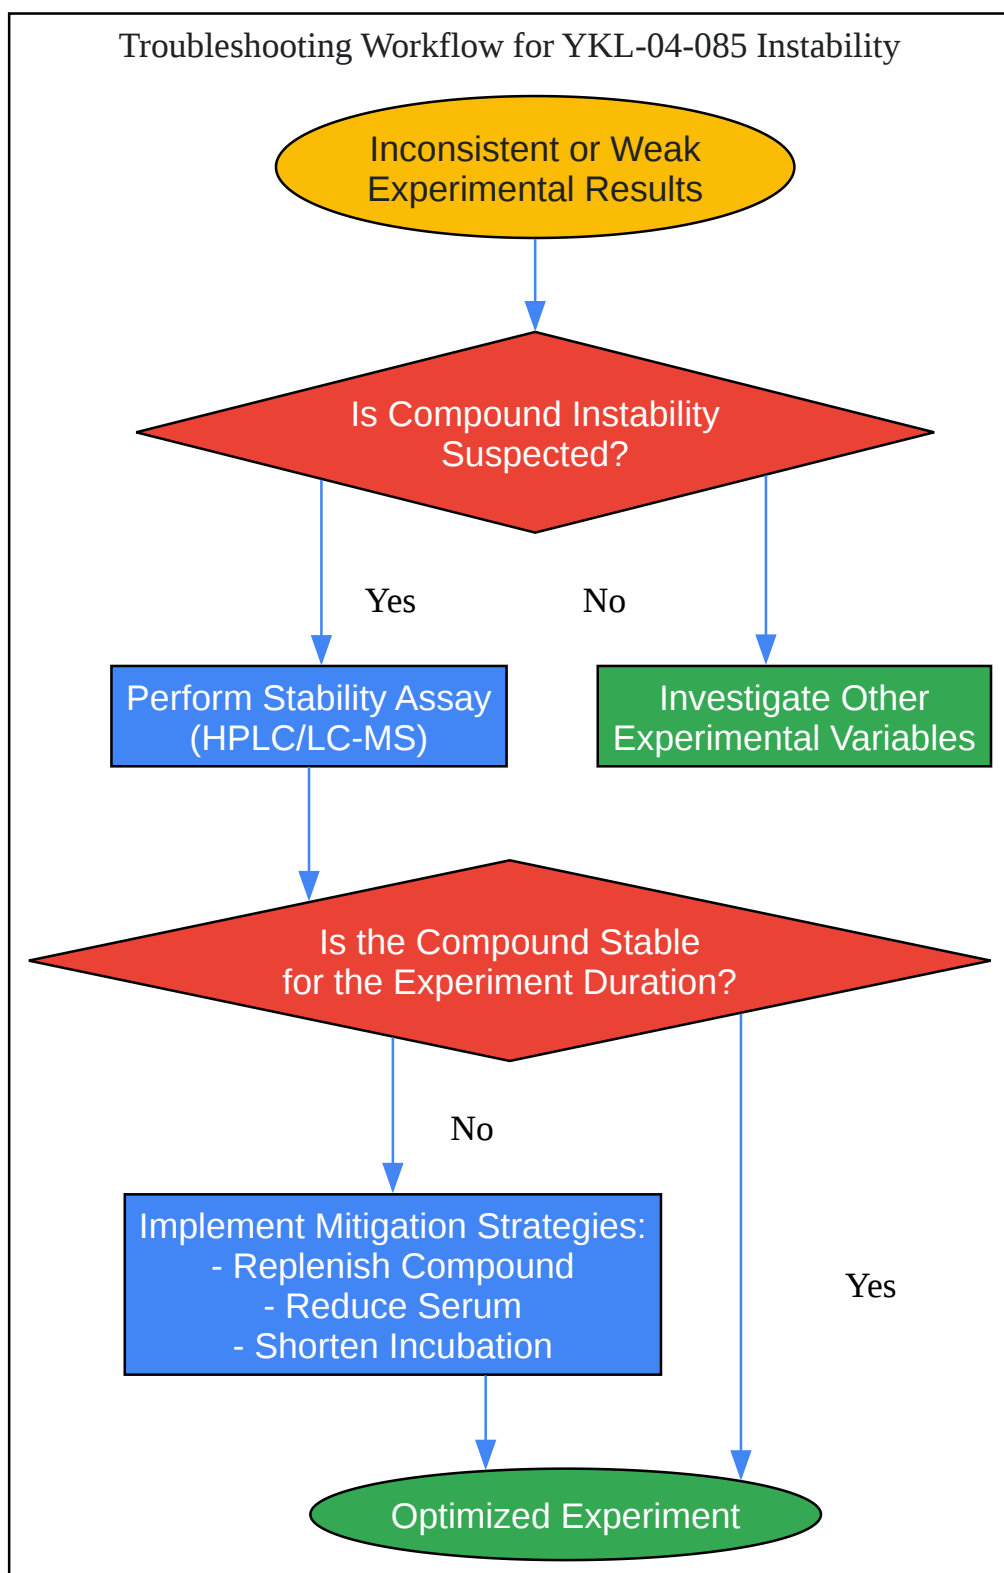 Troubleshooting Workflow for YKL-04-085 Instability
Inconsistent or Weak
Experimental Results
Is Compound Instability
Suspected?
Yes
No
Perform Stability Assay
(HPLC/LC-MS)
Investigate Other
Experimental Variables
Is the Compound Stable
for the Experiment Duration?
No
Implement Mitigation Strategies:
- Replenish Compound
- Reduce Serum
- Shorten Incubation
Yes
Optimized Experiment